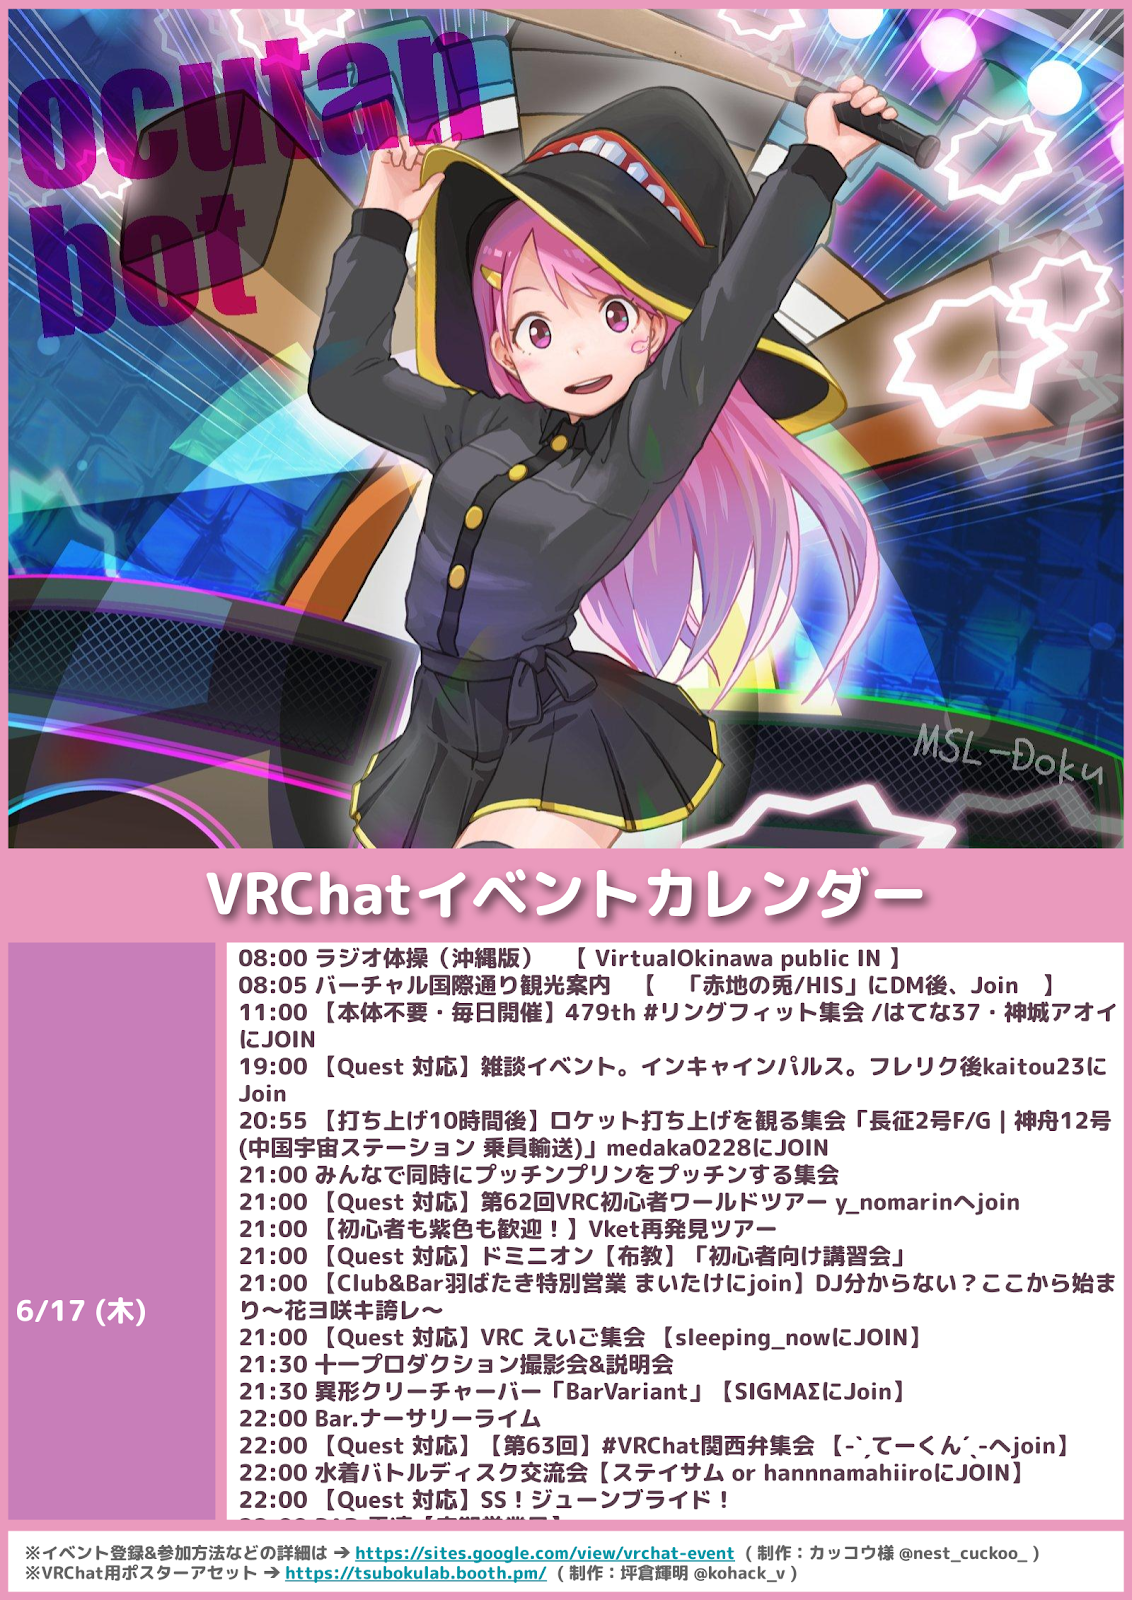 ocutan
bot
MSL-Doku
VRChatイベントカレンダー
6/17 (木)
08:00 ラジオ体操（沖縄版）　【 VirtualOkinawa public IN 】
08:05 バーチャル国際通り観光案内　【　「赤地の兎/HIS」にDM後、Join　】
11:00 【本体不要・毎日開催】479th #リングフィット集会 /はてな37・神城アオイ
にJOIN
19:00 【Quest 対応】雑談イベント。インキャインパルス。フレリク後kaitou23に
Join
20:55 【打ち上げ10時間後】ロケット打ち上げを観る集会「長征2号F/G | 神舟12号
(中国宇宙ステーション 乗員輸送)」medaka0228にJOIN
21:00 みんなで同時にプッチンプリンをプッチンする集会
21:00 【Quest 対応】第62回VRC初心者ワールドツアー y_nomarinへjoin
21:00 【初心者も紫色も歓迎！】Vket再発見ツアー
21:00 【Quest 対応】ドミニオン【布教】「初心者向け講習会」
21:00 【Club&Bar羽ばたき特別営業 まいたけにjoin】DJ分からない？ここから始ま
り～花ヨ咲キ誇レ～
21:00 【Quest 対応】VRC えいご集会 【sleeping_nowにJOIN】
21:30 十一プロダクション撮影会&説明会
21:30 異形クリーチャーバー「BarVariant」【SIGMAΣにJoin】
22:00 Bar.ナーサリーライム
22:00 【Quest 対応】【第63回】#VRChat関西弁集会 【-ˋˏてーくんˊˎ-へjoin】
22:00 水着バトルディスク交流会【ステイサム or hannnamahiiroにJOIN】
22:00 【Quest 対応】SS！ジューンブライド！
※イベント登録&参加方法などの詳細は ➔ https://sites.google.com/view/vrchat-event ( 制作：カッコウ様 @nest_cuckoo_ )
※VRChat用ポスターアセット ➔ https://tsubokulab.booth.pm/ ( 制作：坪倉輝明 @kohack_v )